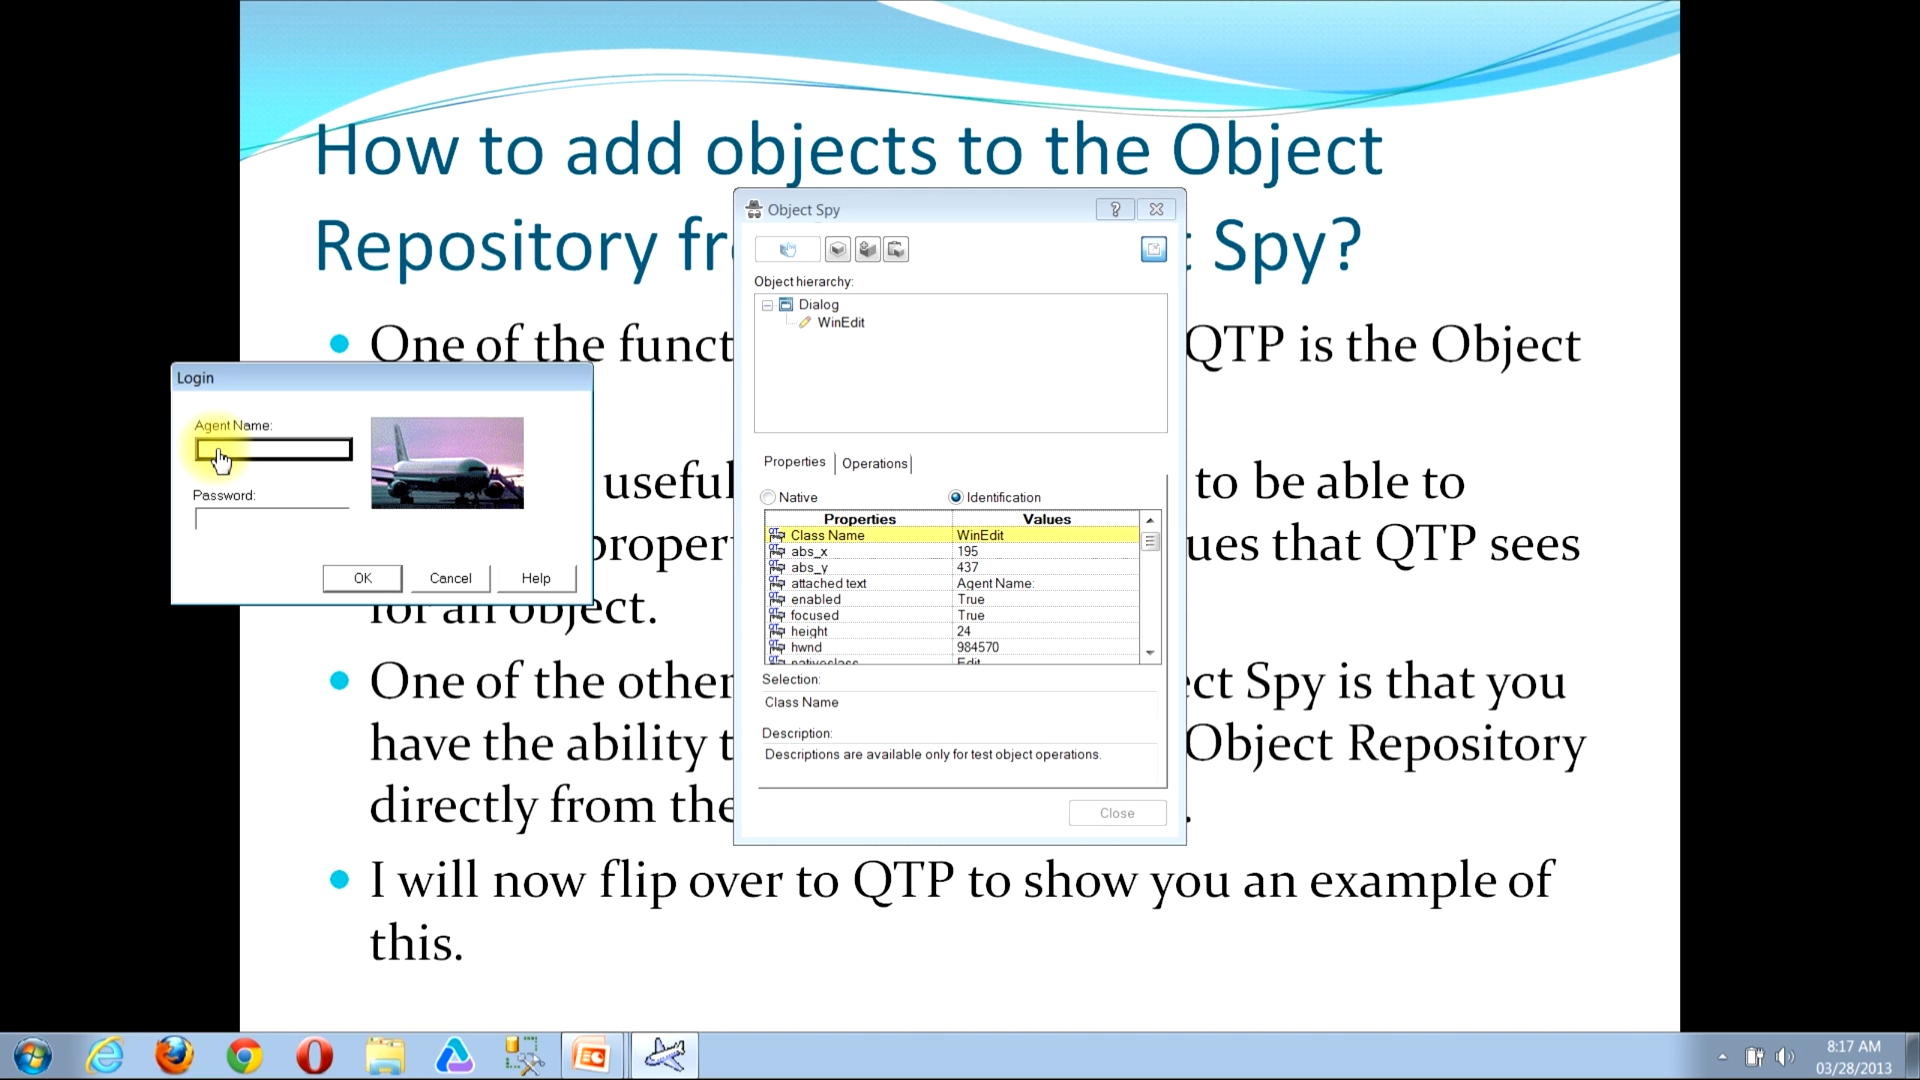 How to add objects to the Object
Repository fr Spy?
One of the funct QTP is the Object
useful to be able to
propert ues that QTP sees
for an object.
One of the other ect Spy is that you
have the ability t Object Repository
directly from the .
I will now flip over to QTP to show you an example of
this.
Login
Agent Name:
Password:
OK Cancel Help
Object Spy
Object hierarchy:
Dialog
WinEdit
Properties Operations
Native Identification
Properties Values
Class Name WinEdit
abs_x 195
abs_y 437
attached text Agent Name:
enabled True
focused True
height 24
hwnd 984570
nativeclass Edit
Selection:
Class Name
Description:
Descriptions are available only for test object operations.
Close
8:17 AM
03/28/2013